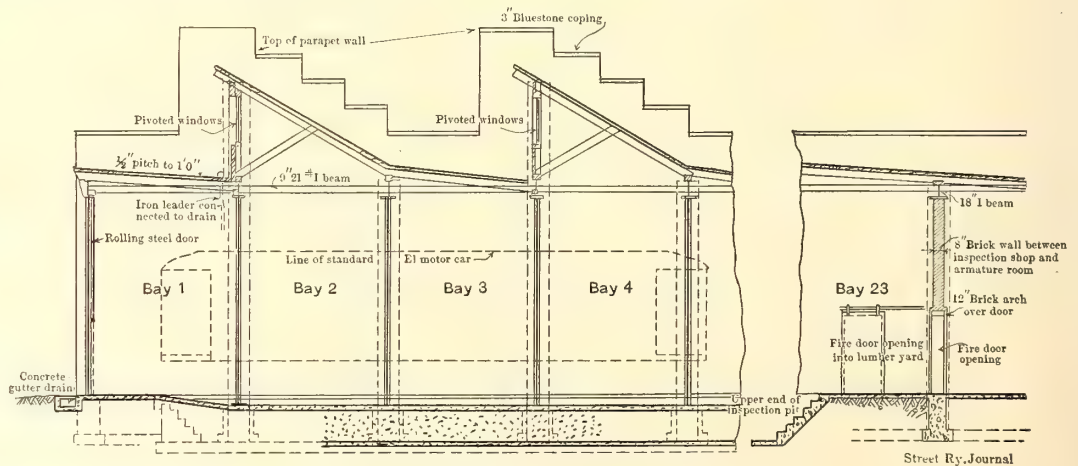 3" Bluestone coping
Top of parapet wall
Pivoted windows
Pivoted windows
½" pitch to 1'0"
9" 21 # I beam
Iron leader con-
nected to drain
18" I beam
Rolling steel door
Line of standard El motor car
8" Brick wall between
inspection shop and
armature room
Bay 1
Bay 2
Bay 3
Bay 4
Bay 23
12" Brick arch
over door
Fire door opening
into lumber yard
Fire door
opening
Concrete
gutter drain
Upper end of
inspection pit
Street Ry. Journal